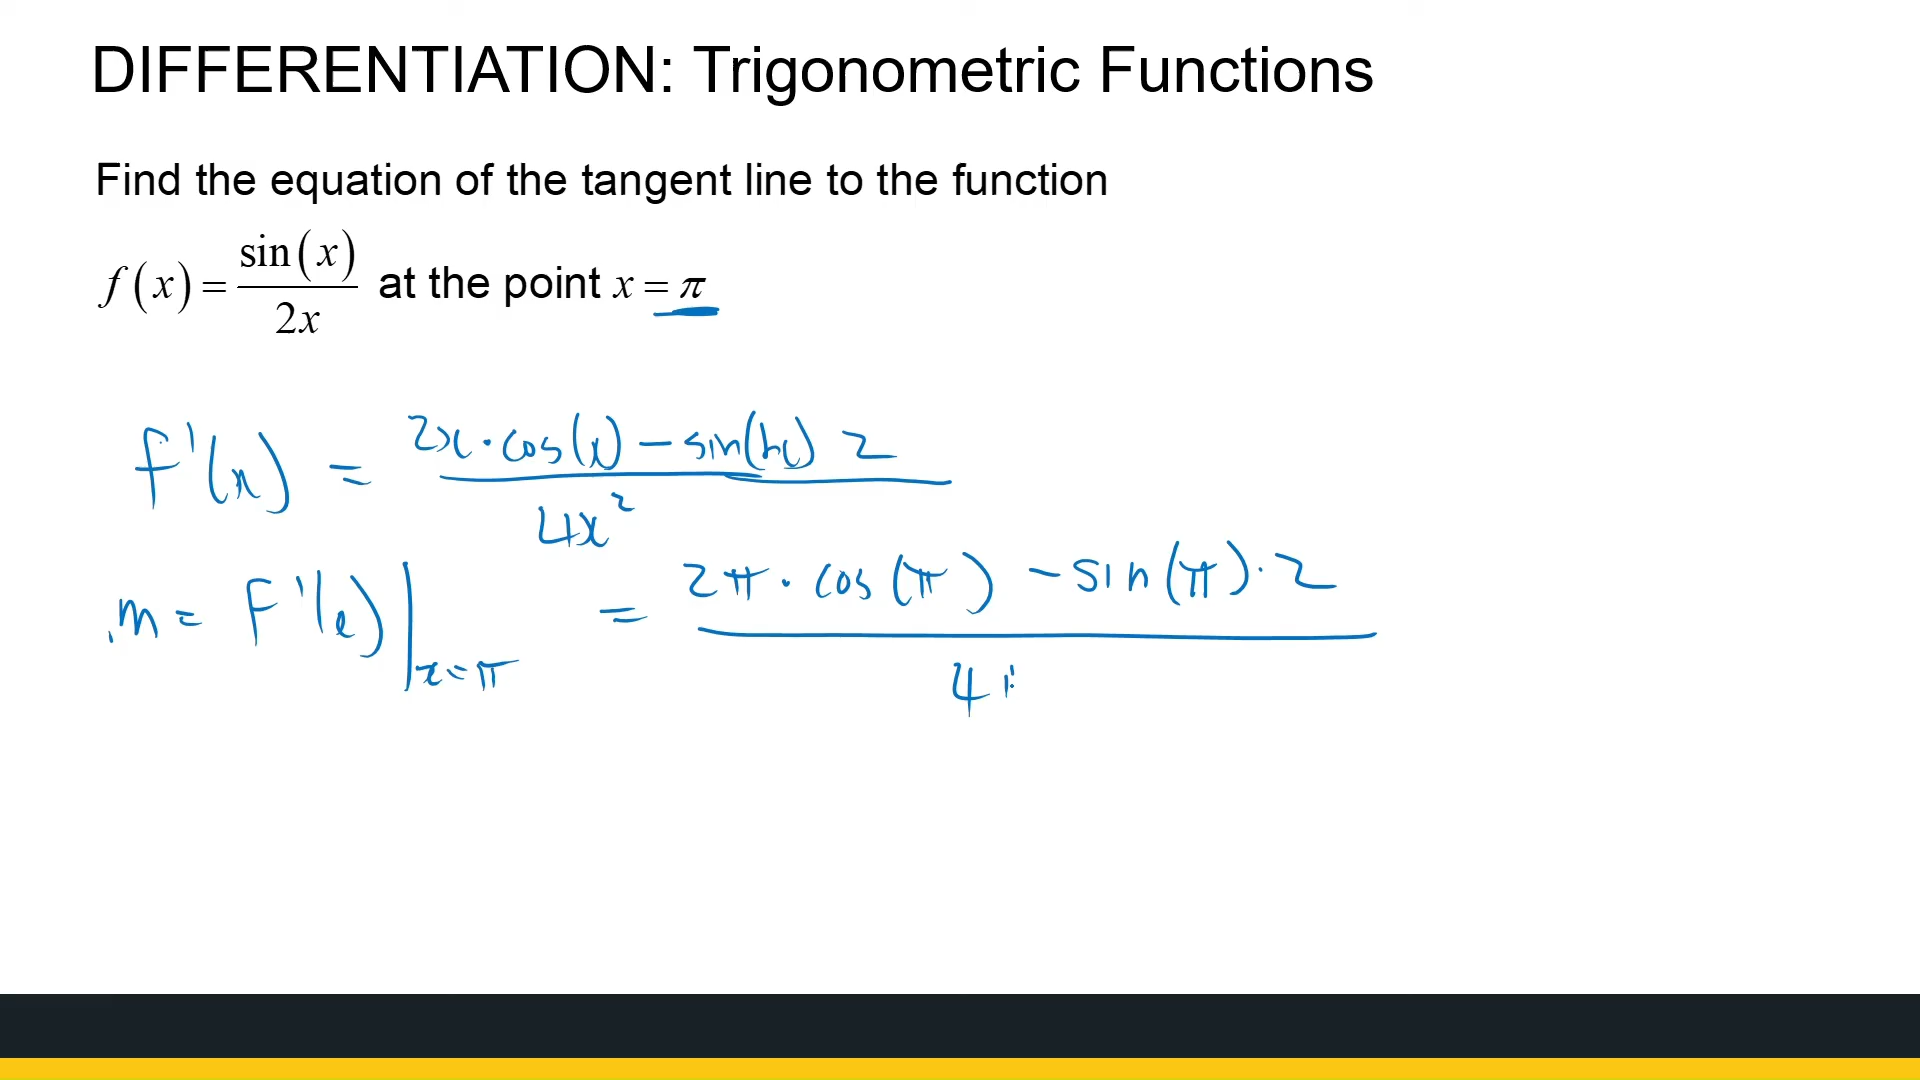 DIFFERENTIATION: Trigonometric Functions
Find the equation of the tangent line to the function
f(x) = sin(x) / 2x at the point x = π
f'(x) = 2x · cos(x) − sin(x) 2 / 4x²
m = f'(x)|x=π = 2π · cos(π) − sin(π) · 2 / 4